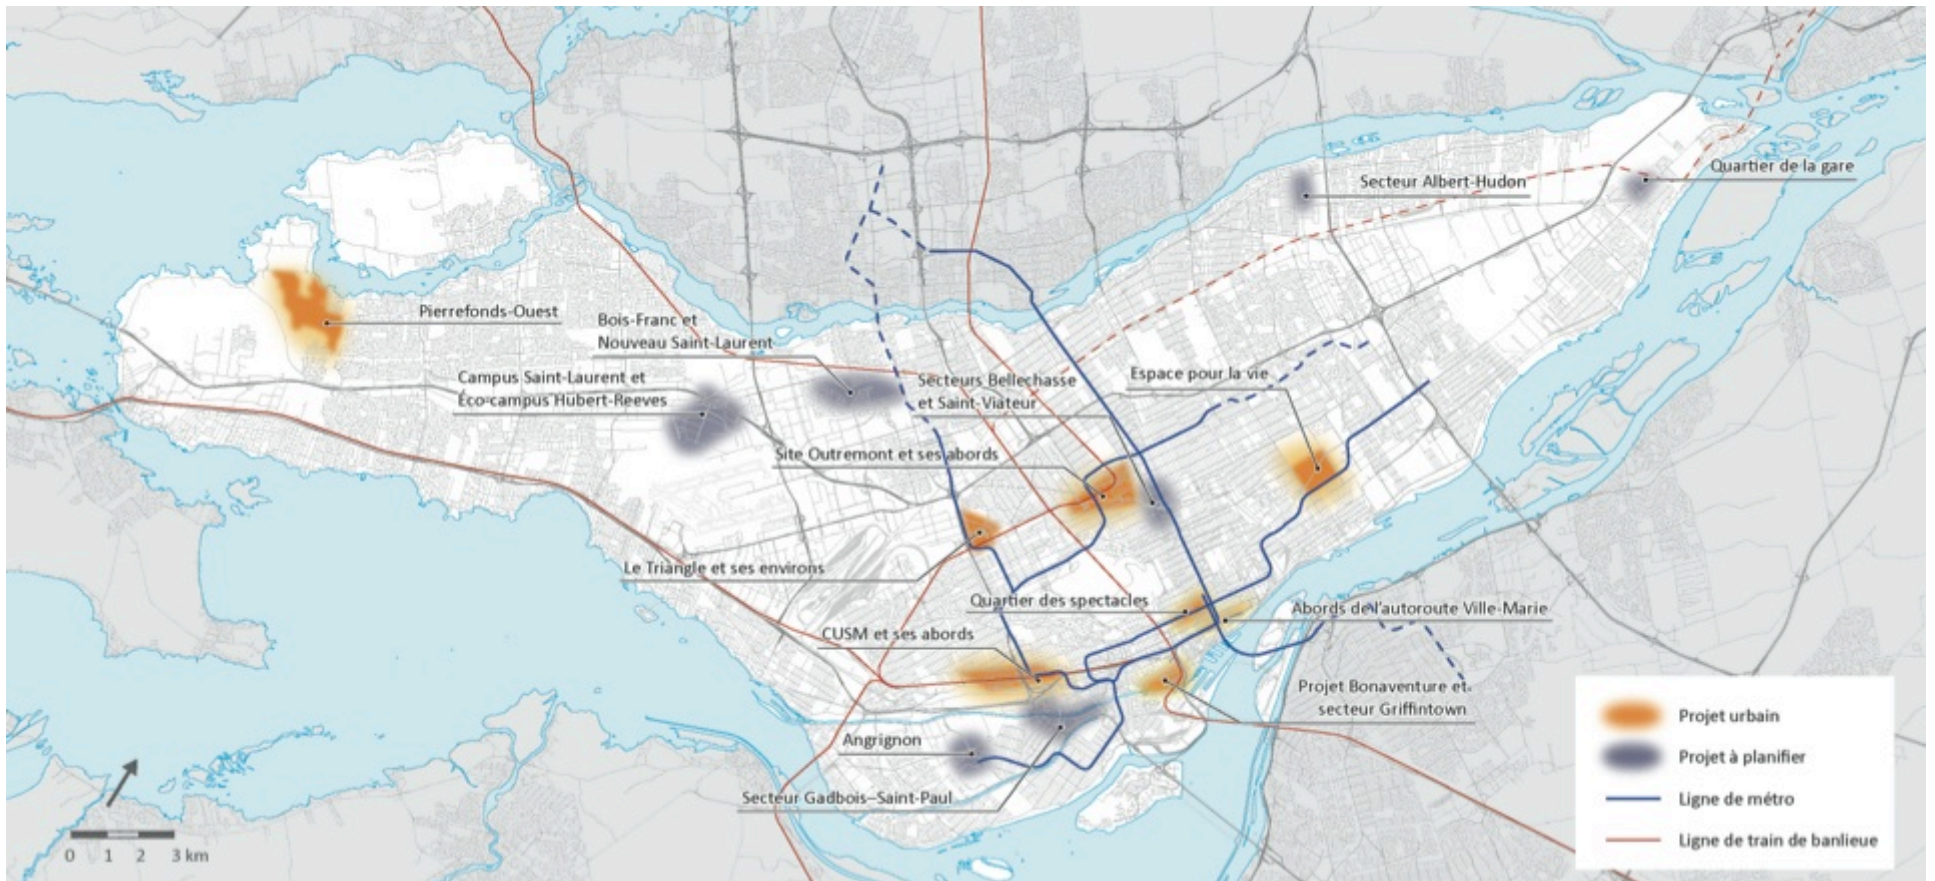 Quartier de la gare
Secteur Albert-Hudon
Pierrefonds-Ouest
Bois-Franc et
Nouveau Saint-Laurent
Campus Saint-Laurent et
Éco-campus Hubert-Reeves
Secteurs Bellechasse
et Saint-Viateur
Espace pour la vie
Site Outremont et ses abords
Le Triangle et ses environs
Quartier des spectacles
Abords de l'autoroute Ville-Marie
CUSM et ses abords
Projet Bonaventure et
secteur Griffintown
Angrignon
Secteur Gadbois–Saint-Paul
Projet urbain
Projet à planifier
Ligne de métro
Ligne de train de banlieue
0 1 2 3 km